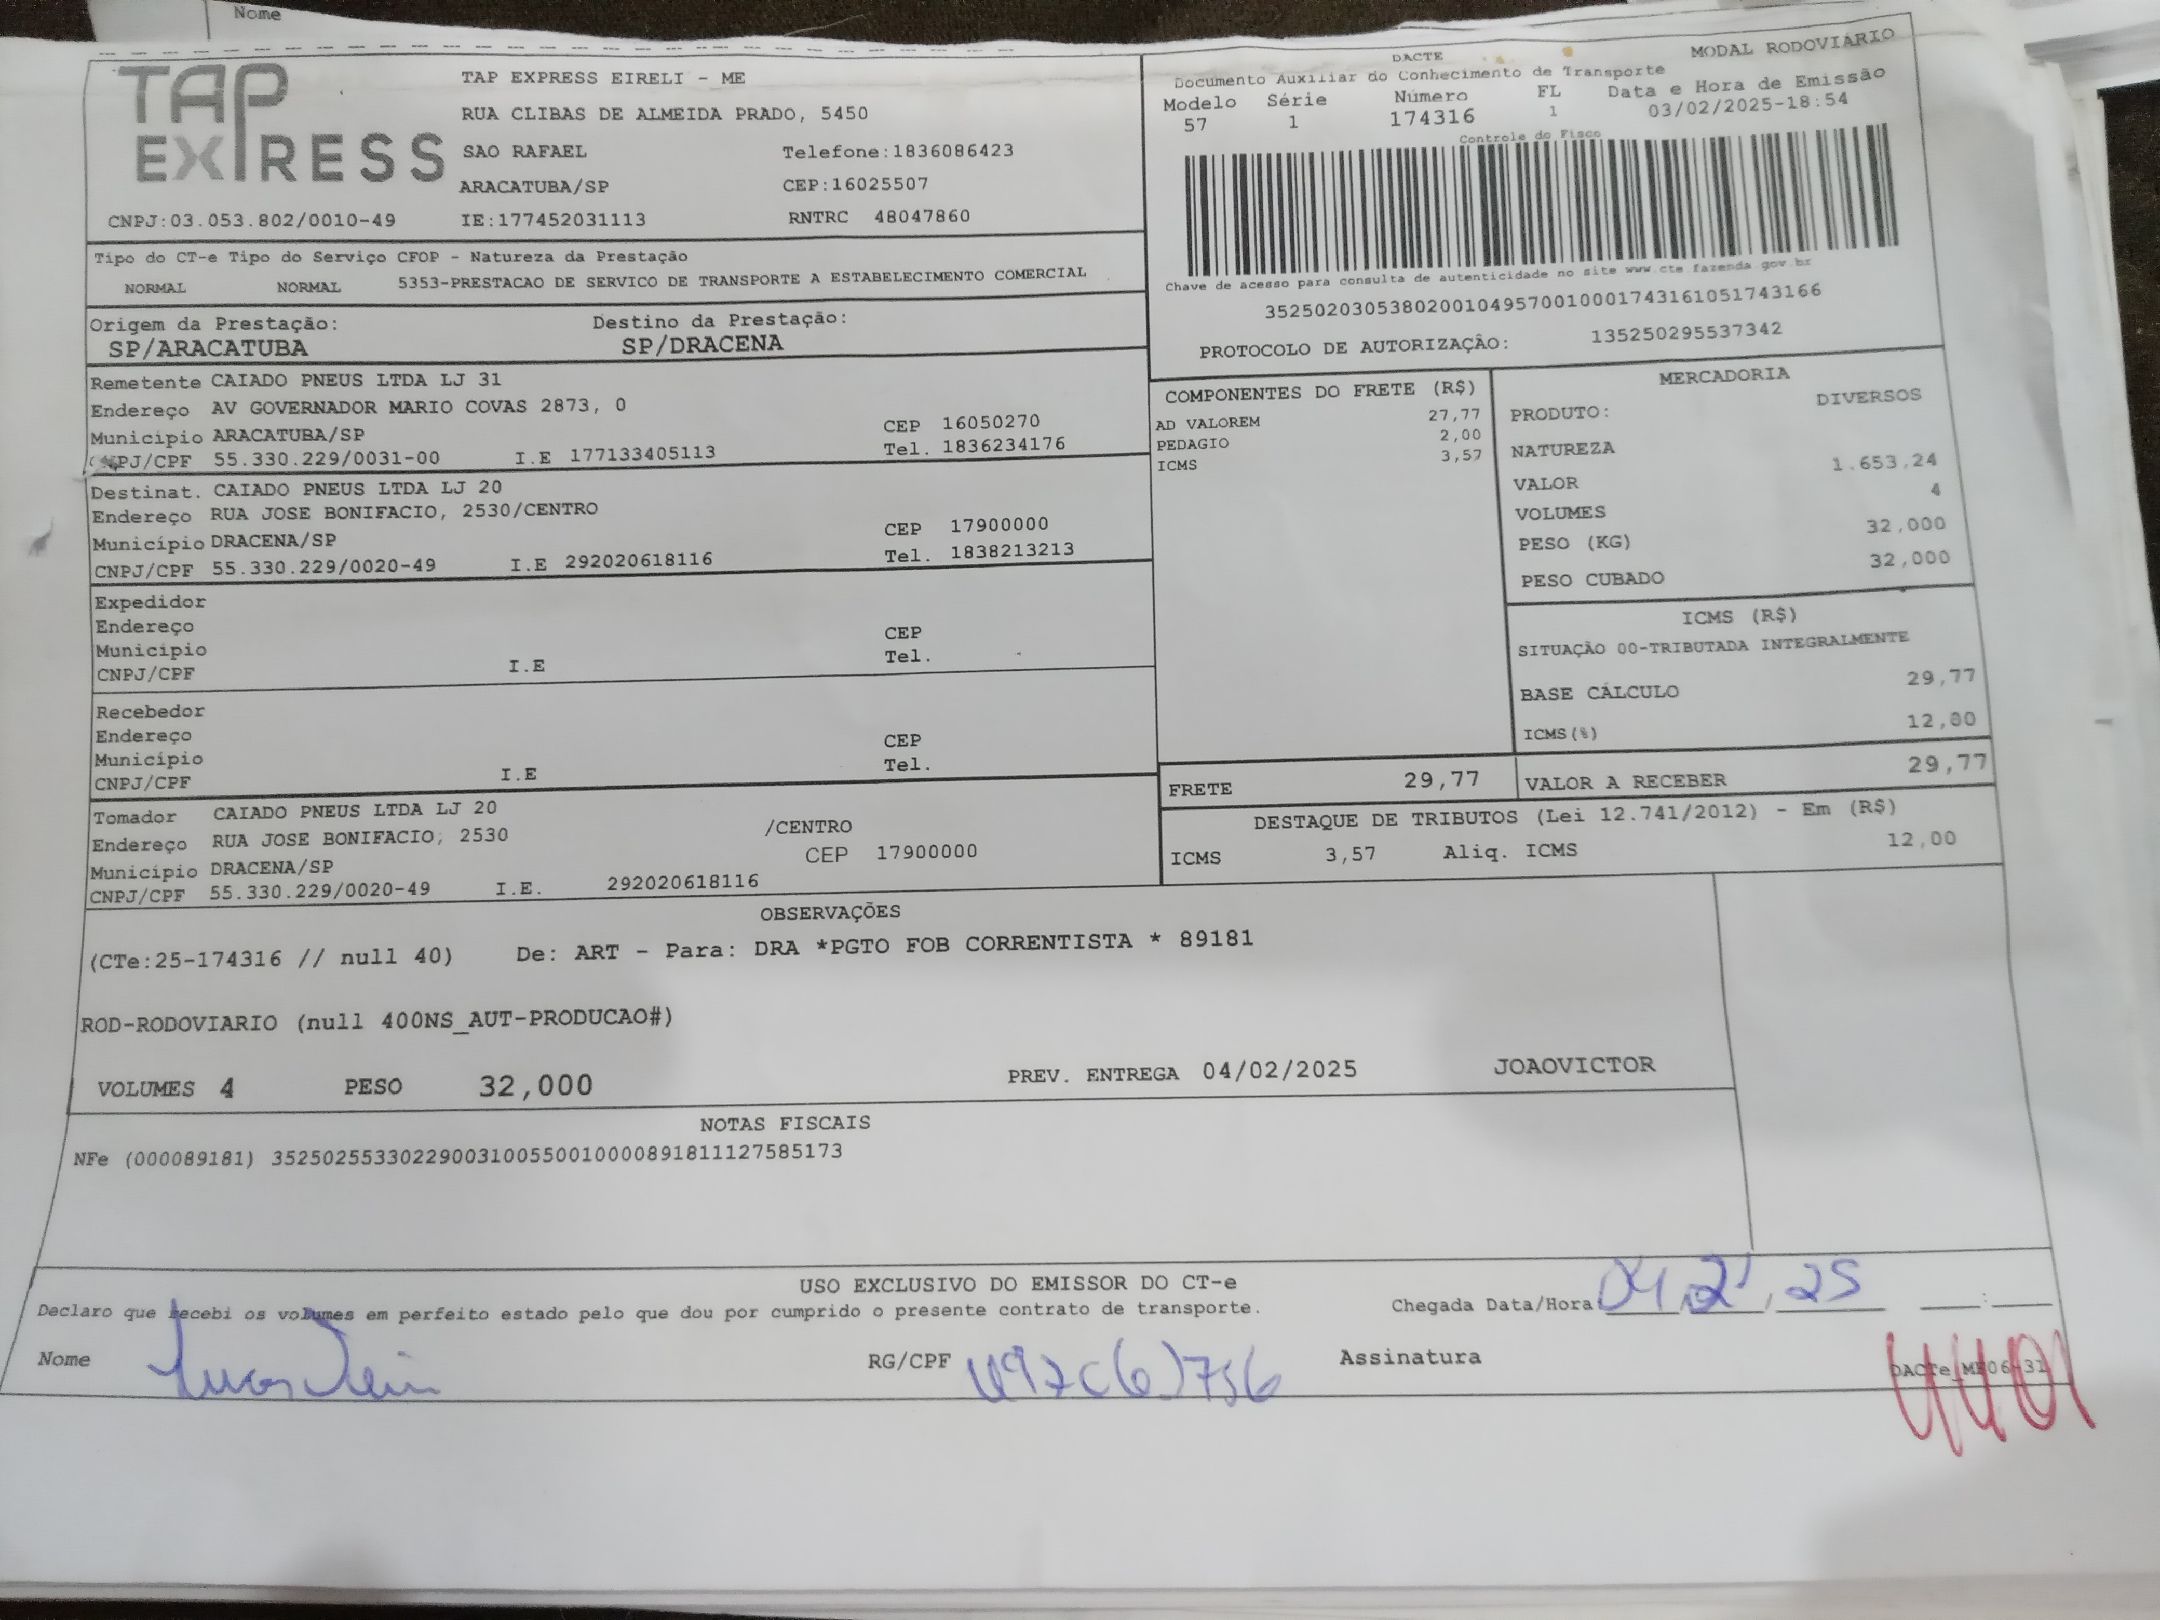 Nome
TAP EXPRESS
TAP EXPRESS EIRELI - ME
RUA CLIBAS DE ALMEIDA PRADO, 5450
SAO RAFAEL Telefone:1836086423
ARACATUBA/SP CEP:16025507
CNPJ:03.053.802/0010-49 IE:177452031113 RNTRC 48047860
DACTE MODAL RODOVIÁRIO
Documento Auxiliar do Conhecimento de Transporte
Modelo Série Número FL Data e Hora de Emissão
57 1 174316 1 03/02/2025-18:54
Controle do Fisco
Chave de acesso para consulta de autenticidade no site www.cte.fazenda.gov.br
35250203053802001049570010001743161051743166
PROTOCOLO DE AUTORIZAÇÃO: 135250295537342
Tipo do CT-e Tipo do Serviço CFOP - Natureza da Prestação
NORMAL NORMAL 5353-PRESTACAO DE SERVICO DE TRANSPORTE A ESTABELECIMENTO COMERCIAL
Origem da Prestação: Destino da Prestação:
SP/ARACATUBA SP/DRACENA
Remetente CAIADO PNEUS LTDA LJ 31
Endereço AV GOVERNADOR MARIO COVAS 2873, 0
Município ARACATUBA/SP CEP 16050270
CNPJ/CPF 55.330.229/0031-00 I.E 177133405113 Tel. 1836234176
Destinat. CAIADO PNEUS LTDA LJ 20
Endereço RUA JOSE BONIFACIO, 2530/CENTRO
Município DRACENA/SP CEP 17900000
CNPJ/CPF 55.330.229/0020-49 I.E 292020618116 Tel. 1838213213
Expedidor
Endereço
Município CEP
CNPJ/CPF I.E Tel.
Recebedor
Endereço
Município CEP
CNPJ/CPF I.E Tel.
Tomador CAIADO PNEUS LTDA LJ 20
Endereço RUA JOSE BONIFACIO, 2530 /CENTRO
Município DRACENA/SP CEP 17900000
CNPJ/CPF 55.330.229/0020-49 I.E. 292020618116
COMPONENTES DO FRETE (R$)
AD VALOREM 27,77
PEDAGIO 2,00
ICMS 3,57
MERCADORIA
PRODUTO: DIVERSOS
NATUREZA
VALOR 1.653,24
VOLUMES 4
PESO (KG) 32,000
PESO CUBADO 32,000
ICMS (R$)
SITUAÇÃO 00-TRIBUTADA INTEGRALMENTE
BASE CÁLCULO 29,77
ICMS(%) 12,00
FRETE 29,77 VALOR A RECEBER 29,77
DESTAQUE DE TRIBUTOS (Lei 12.741/2012) - Em (R$)
ICMS 3,57 Aliq. ICMS 12,00
OBSERVAÇÕES
(CTe:25-174316 // null 40) De: ART - Para: DRA *PGTO FOB CORRENTISTA * 89181
ROD-RODOVIARIO (null 400NS_AUT-PRODUCAO#)
VOLUMES 4 PESO 32,000 PREV. ENTREGA 04/02/2025 JOAOVICTOR
NOTAS FISCAIS
NFe (000089181) 35250255330229003100550010000891811127585173
USO EXCLUSIVO DO EMISSOR DO CT-e
Declaro que recebi os volumes em perfeito estado pelo que dou por cumprido o presente contrato de transporte. Chegada Data/Hora 04 2 25 :
Nome RG/CPF Assinatura